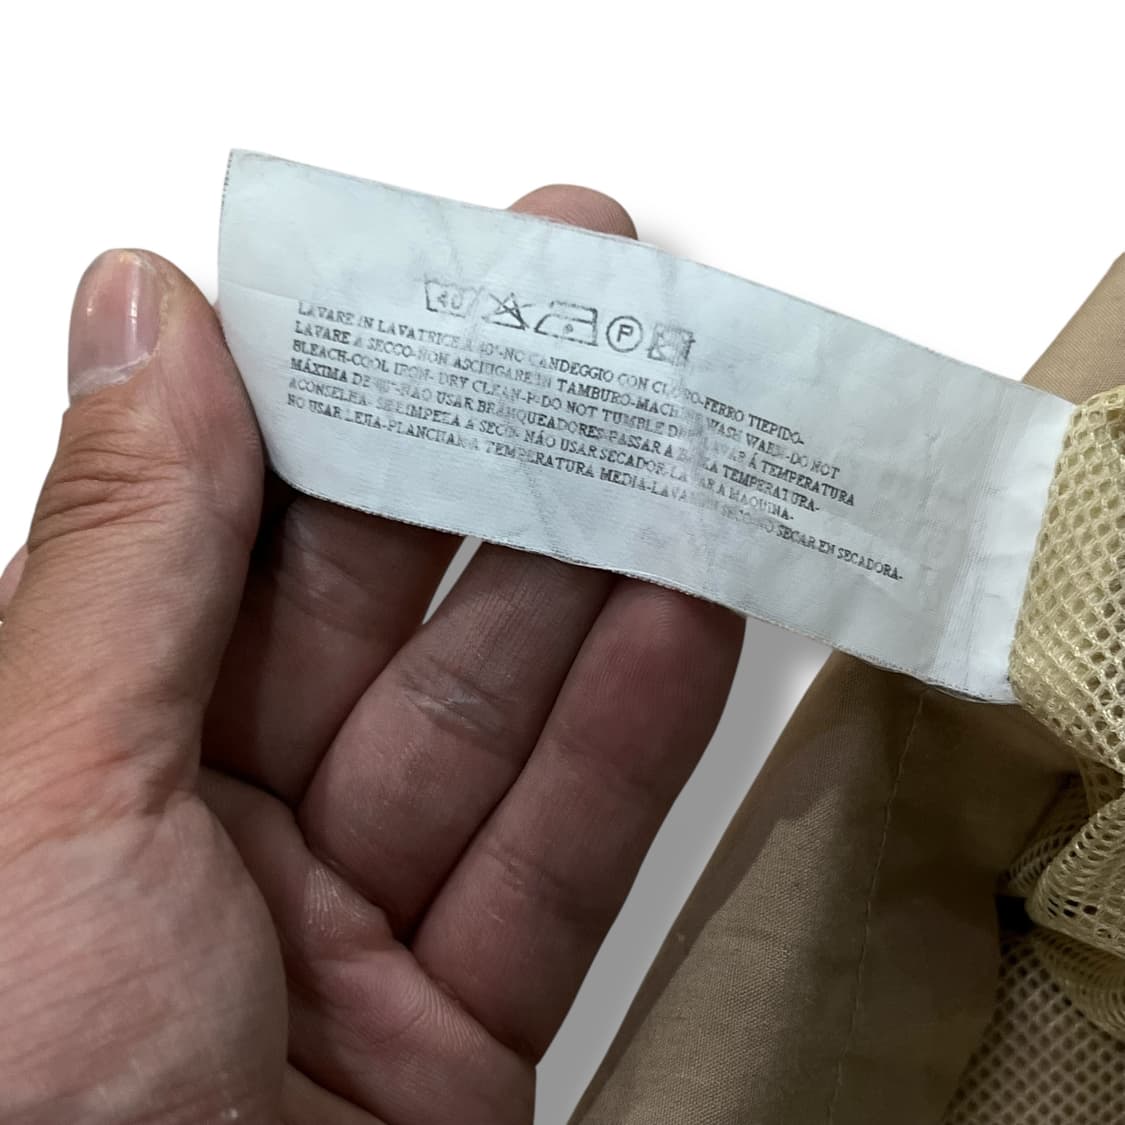 40 P
LAVARE IN LAVATRICE A 40°-NO CANDEGGIO CON CLORO-FERRO TIEPIDO-
LAVARE A SECCO-NON ASCIUGARE IN TAMBURO-MACHINE WASH WARM-DO NOT
BLEACH-COOL IRON- DRY CLEAN-P-DO NOT TUMBLE DRY-LAVAR Á TEMPERATURA
MÁXIMA DE 40°-NÃO USAR BRANQUEADORES-PASSAR A BAIXA TEMPERATURA-
ACONSELHA-SE LIMPEZA A SECO- NÃO USAR SECADOR-LAVAR A MAQUINA-
NO USAR LEJIA-PLANCHAR A TEMPERATURA MEDIA-LAVAR EN SECO-NO SECAR EN SECADORA-